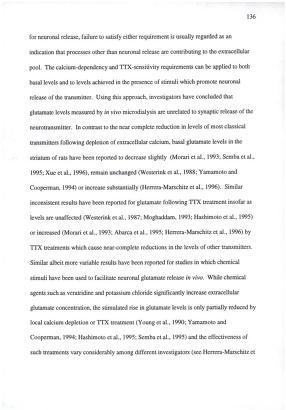 136
for neuronal release, failure to satisfy either requirement is usually regarded as an
indication that processes other than neuronal release are contributing to the extracellular
pool. The calcium-dependency and TTX-sensitivity requirements can be applied to both
basal levels and to levels achieved in the presence of stimuli which promote neuronal
release of the transmitter. Using this approach, investigators have concluded that
glutamate levels measured by in vivo microdialysis are unrelated to synaptic release of the
neurotransmitter. In contrast to the near complete reduction in levels of most classical
transmitters following depletion of extracellular calcium, basal glutamate levels in the
striatum of rats have been reported to decrease slightly (Morari et al., 1993; Semba et al.,
1995; Xue et al., 1996), remain unchanged (Westerink et al., 1988; Yamamoto and
Cooperman, 1994) or increase substantially (Herrera-Marschitz et al., 1996). Similar
inconsistent results have been reported for glutamate following TTX treatment insofar as
levels are unaffected (Westerink et al., 1987; Moghaddam, 1993; Hashimoto et al., 1995)
or increased (Morari et al., 1993; Abarca et al., 1995; Herrera-Marschitz et al., 1996) by
TTX treatments which cause near-complete reductions in the levels of other transmitters.
Similar albeit more variable results have been reported for studies in which chemical
stimuli have been used to facilitate neuronal glutamate release in vivo. While chemical
agents such as veratridine and potassium chloride significantly increase extracellular
glutamate concentration, the stimulated rise in glutamate levels is only partially reduced by
local calcium depletion or TTX treatment (Young et al., 1990; Yamamoto and
Cooperman, 1994; Hashimoto et al., 1995; Semba et al., 1995) and the effectiveness of
such treatments vary considerably among different investigators (see Herrera-Marschitz et